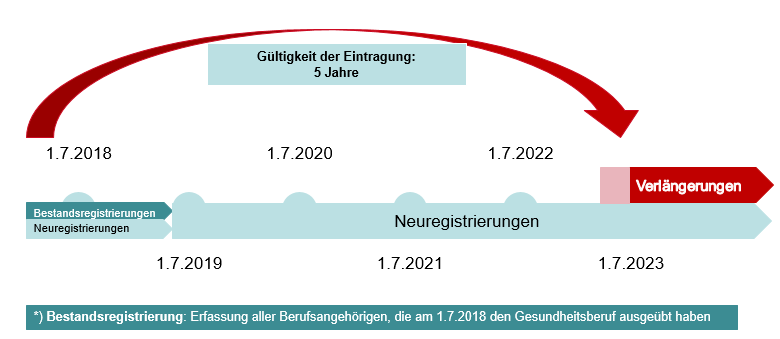 Gültigkeit der Eintragung:
5 Jahre
1.7.2018
1.7.2020
1.7.2022
Verlängerungen
Bestandsregistrierungen
Neuregistrierungen
Neuregistrierungen
1.7.2019
1.7.2021
1.7.2023
*) Bestandsregistrierung: Erfassung aller Berufsangehörigen, die am 1.7.2018 den Gesundheitsberuf ausgeübt haben